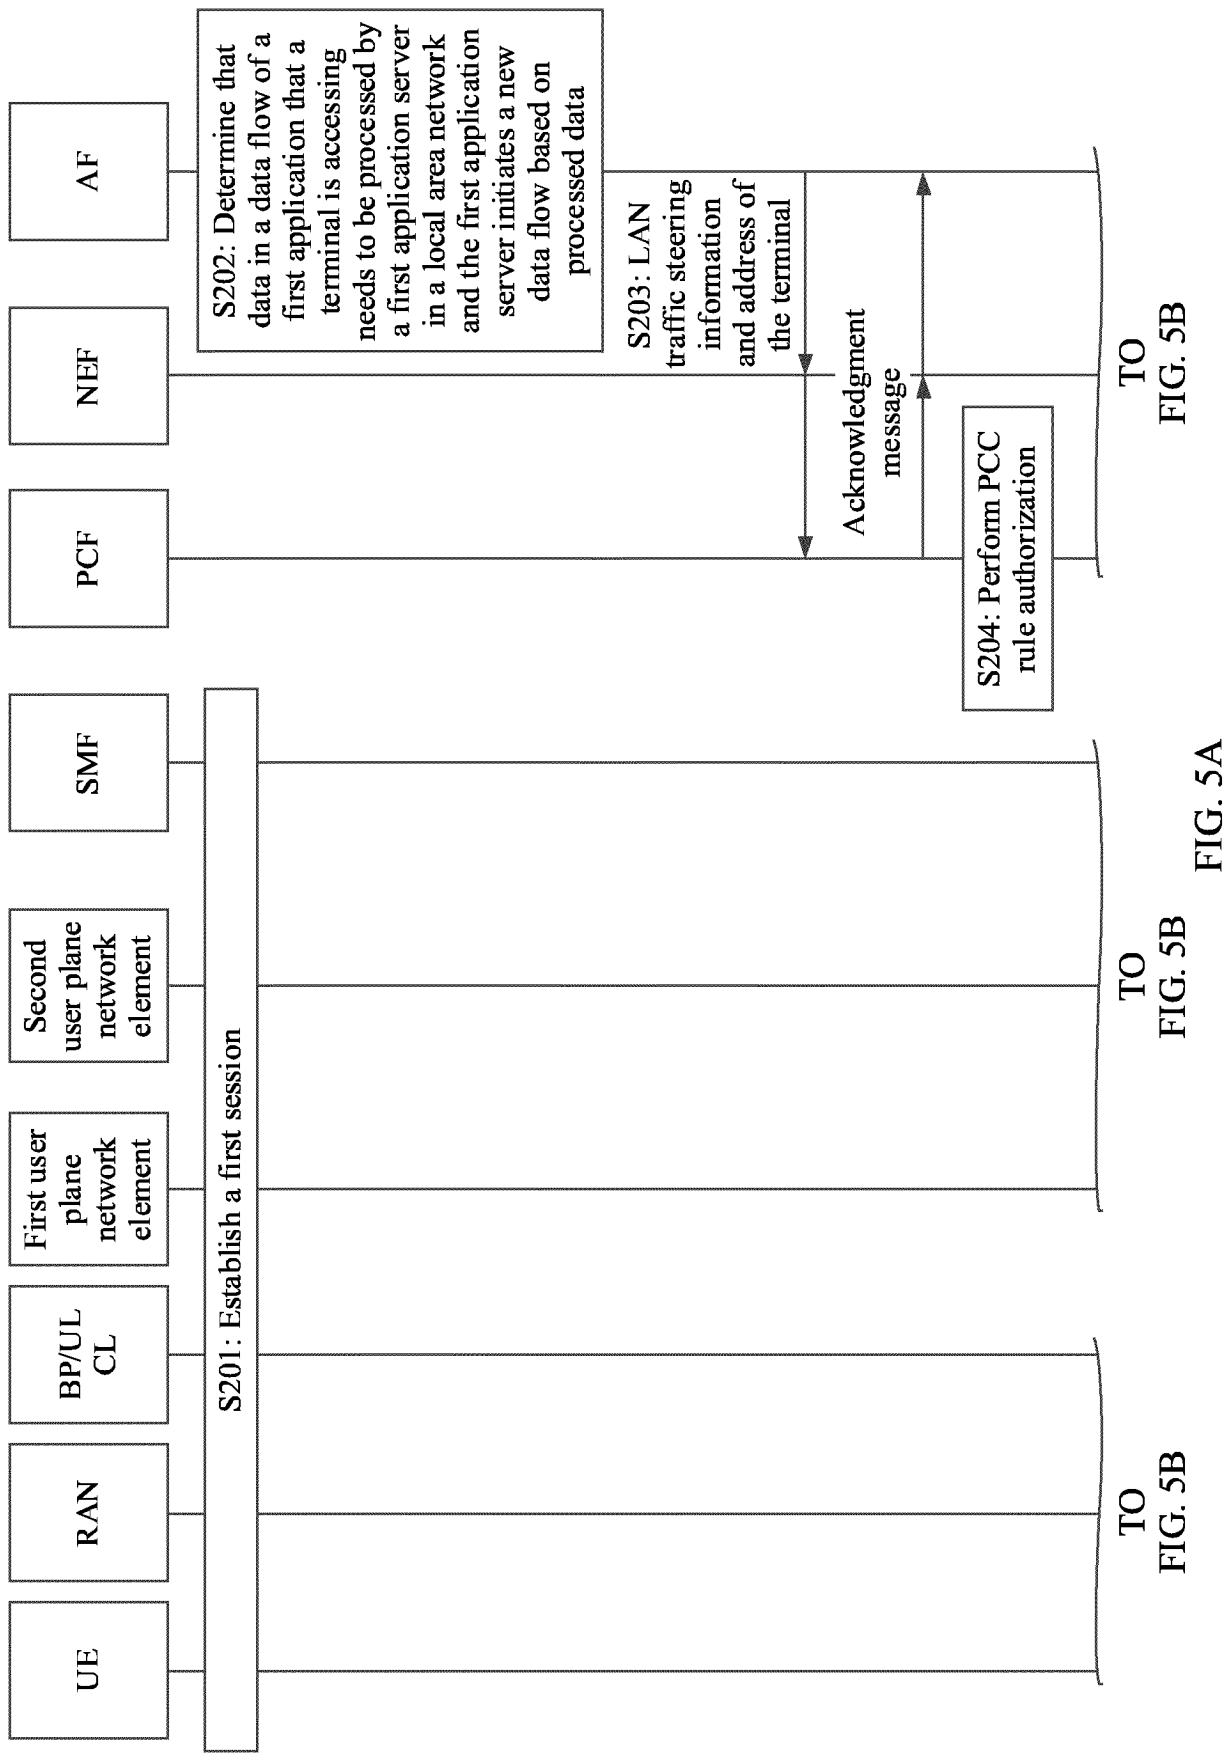 UE
RAN
BP/UL
CL
First user
plane
network
element
Second
user plane
network
element
SMF
PCF
NEF
AF
S201: Establish a first session
S202: Determine that
data in a data flow of a
first application that a
terminal is accessing
needs to be processed by
a first application server
in a local area network
and the first application
server initiates a new
data flow based on
processed data
S203: LAN
traffic steering
information
and address of
the terminal
Acknowledgment
message
S204: Perform PCC
rule authorization
TO
FIG. 5B
TO
FIG. 5B
TO
FIG. 5B
FIG. 5A